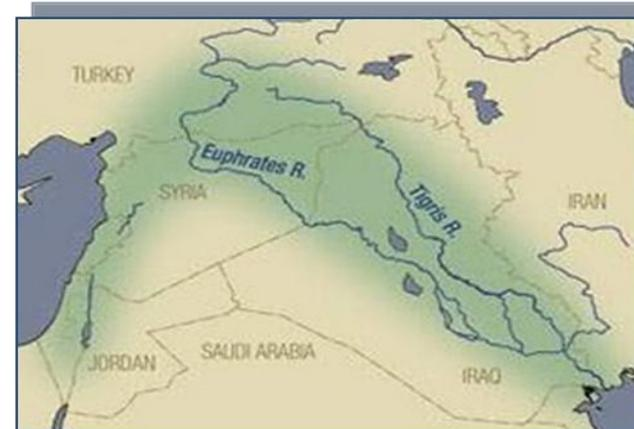 TURKEY
Euphrates R.
SYRIA
Tigris R.
IRAN
JORDAN
SAUDI ARABIA
IRAQ